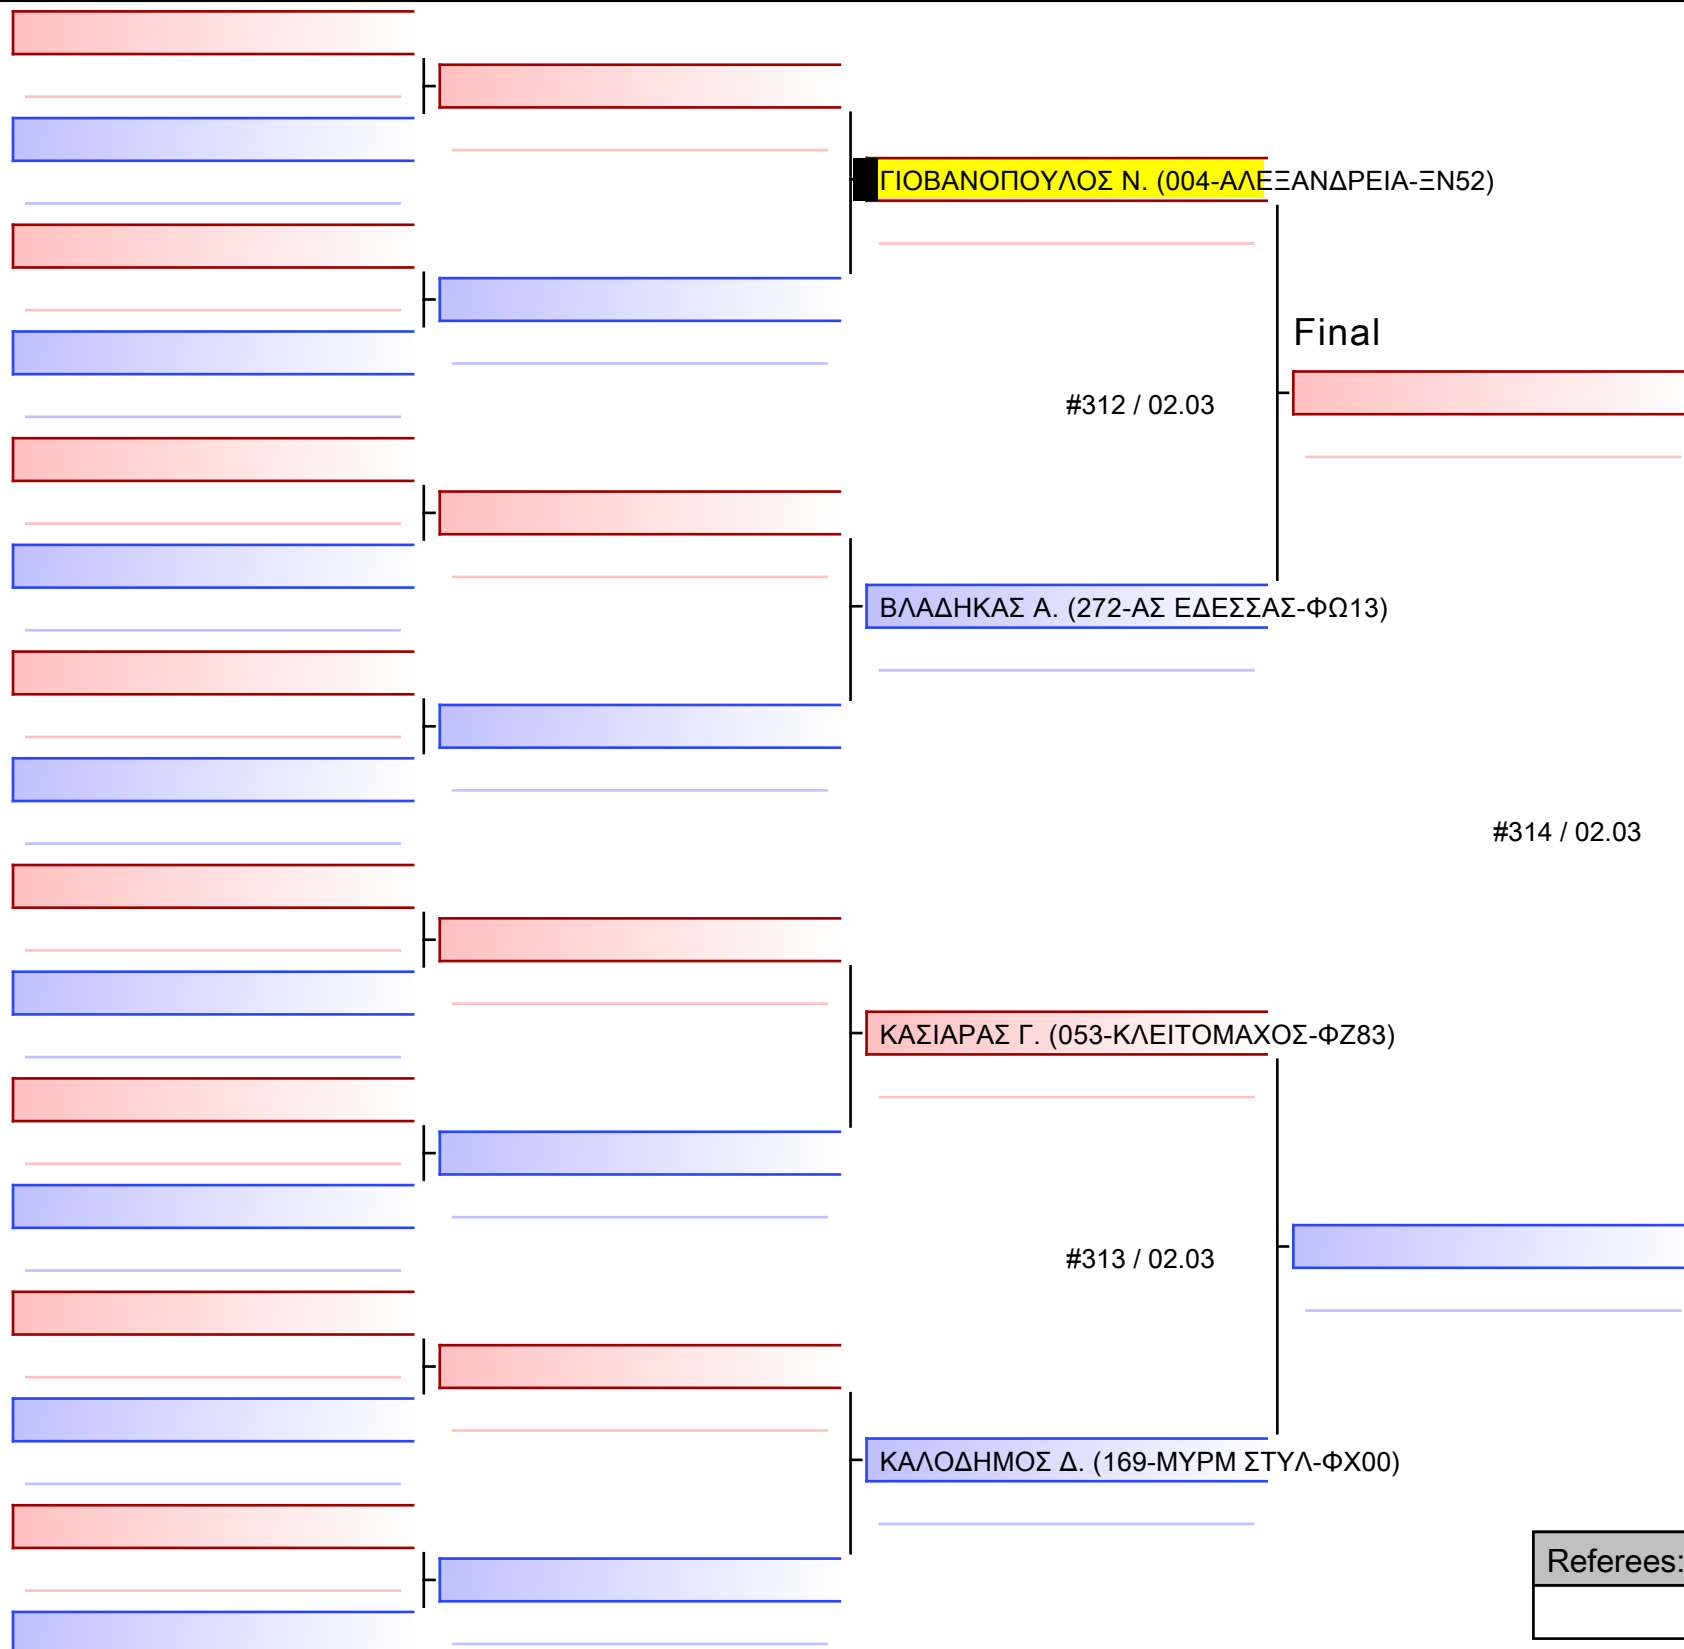 ΓΙΟΒΑΝΟΠΟΥΛΟΣ Ν. (004-ΑΛΕΞΑΝΔΡΕΙΑ-ΞΝ52)
Final
#312 / 02.03
ΒΛΑΔΗΚΑΣ Α. (272-ΑΣ ΕΔΕΣΣΑΣ-ΦΩ13)
#314 / 02.03
ΚΑΣΙΑΡΑΣ Γ. (053-ΚΛΕΙΤΟΜΑΧΟΣ-ΦΖ83)
#313 / 02.03
ΚΑΛΟΔΗΜΟΣ Δ. (169-ΜΥΡΜ ΣΤΥΛ-ΦΧ00)
Referees: